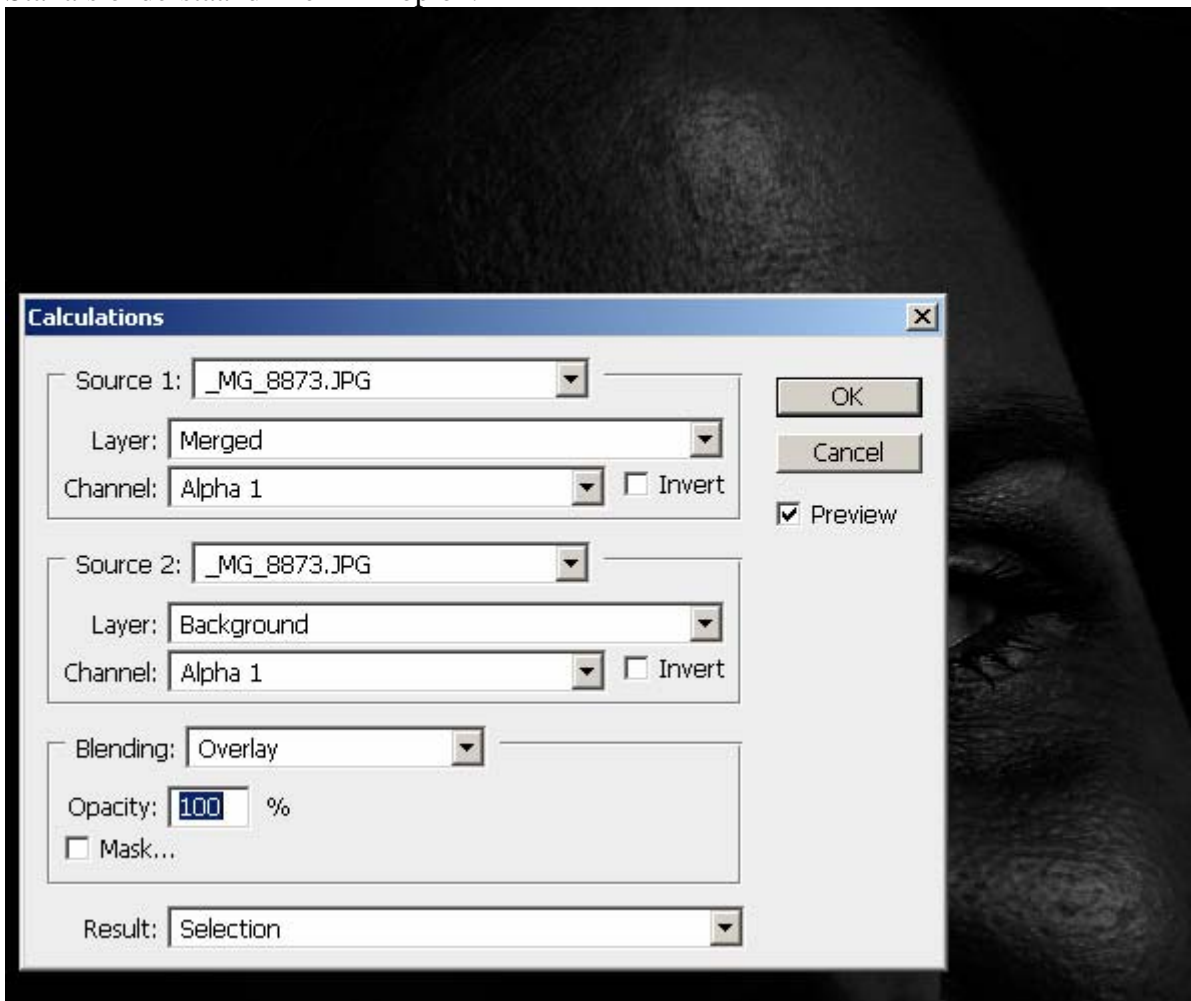 Calculations
Source 1: _MG_8873.JPG
Layer: Merged
Channel: Alpha 1 Invert
Source 2: _MG_8873.JPG
Layer: Background
Channel: Alpha 1 Invert
Blending: Overlay
Opacity: 100 %
Mask...
Result: Selection
OK
Cancel
Preview